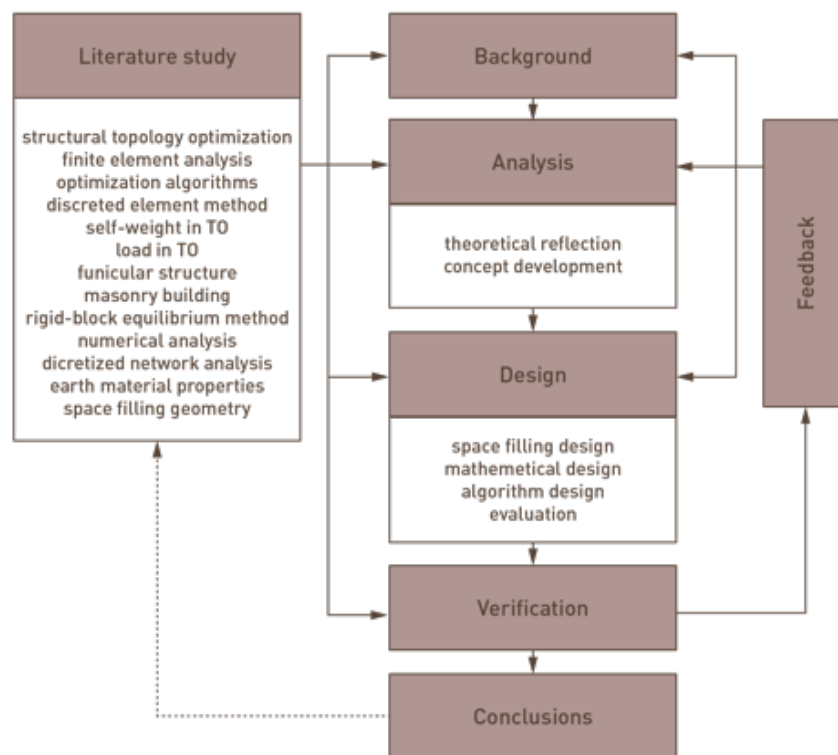 Literature study
structural topology optimization
finite element analysis
optimization algorithms
discreted element method
self-weight in TO
load in TO
funicular structure
masonry building
rigid-block equilibrium method
numerical analysis
dicretized network analysis
earth material properties
space filling geometry
Background
Analysis
theoretical reflection
concept development
Design
space filling design
mathemetical design
algorithm design
evaluation
Verification
Conclusions
Feedback